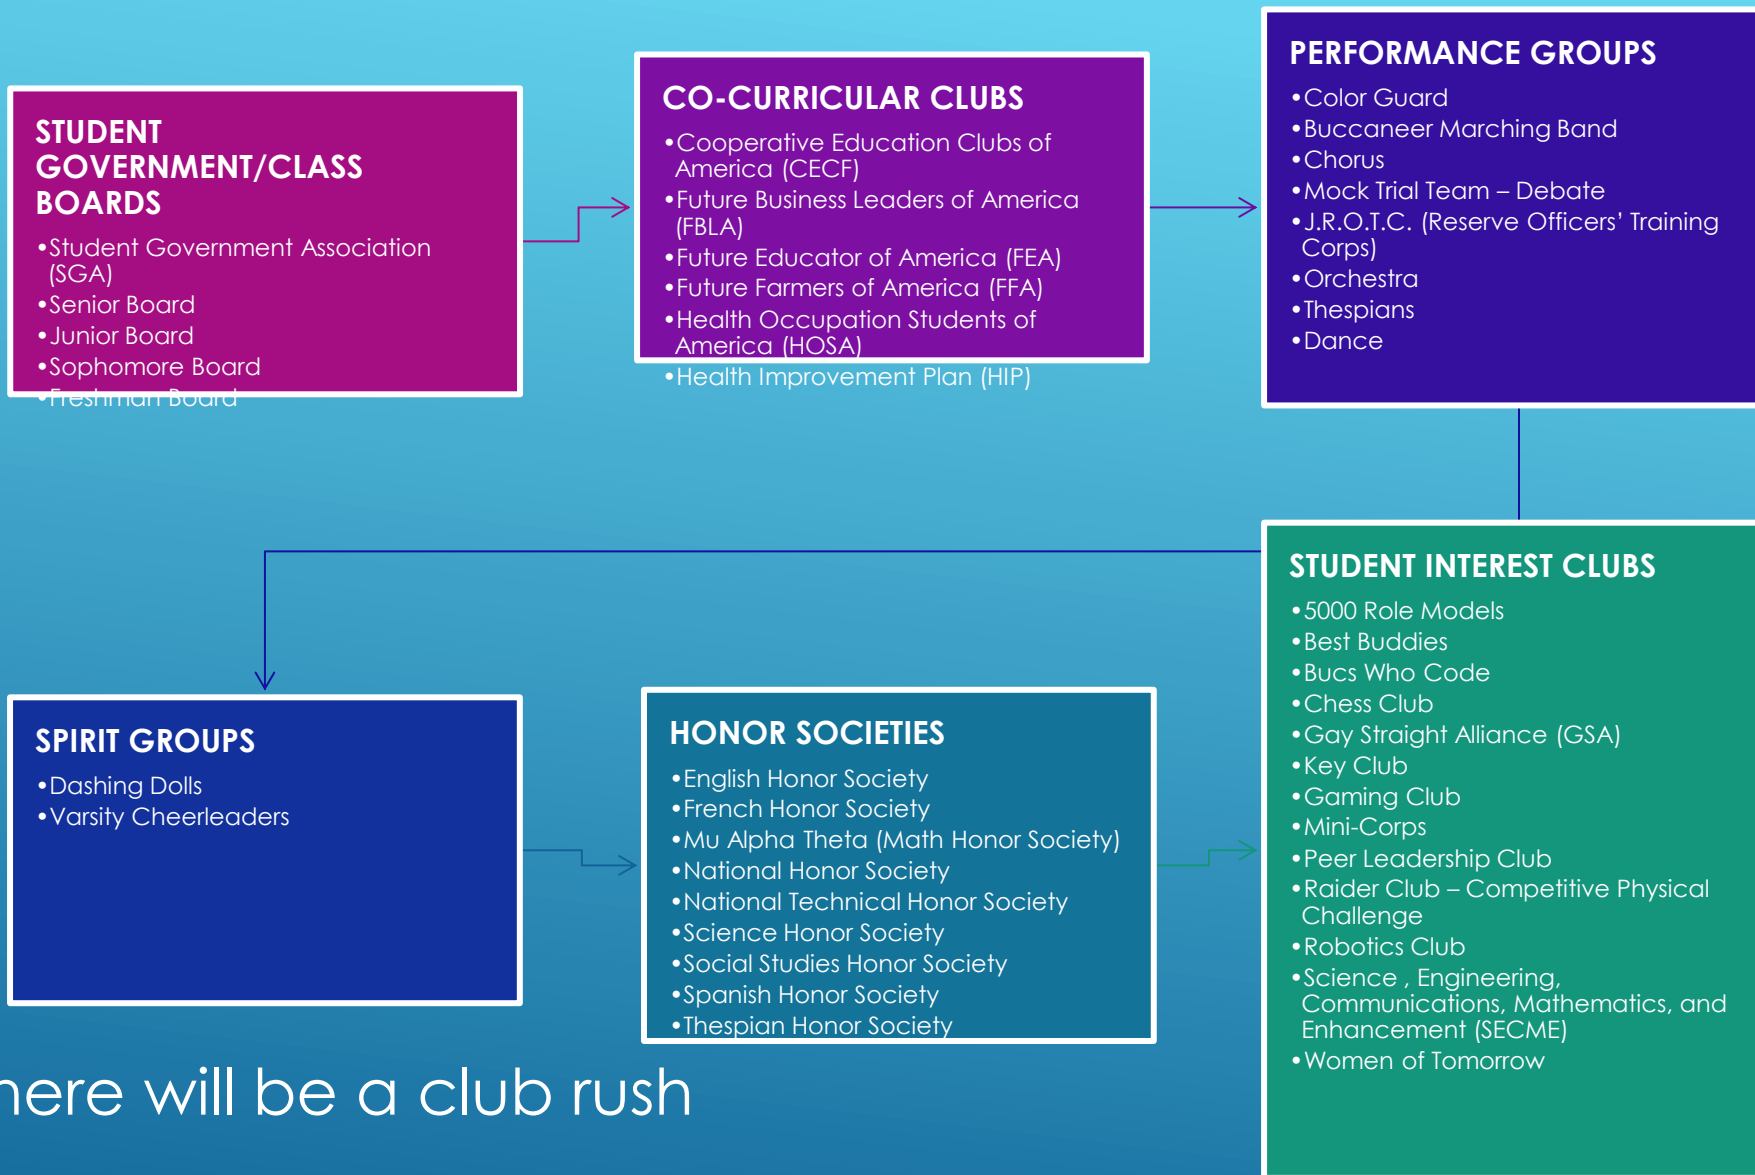 STUDENT
GOVERNMENT/CLASS
BOARDS
•Student Government Association
(SGA)
•Senior Board
•Junior Board
•Sophomore Board
•Freshman Board
CO-CURRICULAR CLUBS
•Cooperative Education Clubs of
America (CECF)
•Future Business Leaders of America
(FBLA)
•Future Educator of America (FEA)
•Future Farmers of America (FFA)
•Health Occupation Students of
America (HOSA)
•Health Improvement Plan (HIP)
PERFORMANCE GROUPS
•Color Guard
•Buccaneer Marching Band
•Chorus
•Mock Trial Team – Debate
•J.R.O.T.C. (Reserve Officers’ Training
Corps)
•Orchestra
•Thespians
•Dance
SPIRIT GROUPS
•Dashing Dolls
•Varsity Cheerleaders
HONOR SOCIETIES
•English Honor Society
•French Honor Society
•Mu Alpha Theta (Math Honor Society)
•National Honor Society
•National Technical Honor Society
•Science Honor Society
•Social Studies Honor Society
•Spanish Honor Society
•Thespian Honor Society
STUDENT INTEREST CLUBS
•5000 Role Models
•Best Buddies
•Bucs Who Code
•Chess Club
•Gay Straight Alliance (GSA)
•Key Club
•Gaming Club
•Mini-Corps
•Peer Leadership Club
•Raider Club – Competitive Physical
Challenge
•Robotics Club
•Science , Engineering,
Communications, Mathematics, and
Enhancement (SECME)
•Women of Tomorrow
here will be a club rush